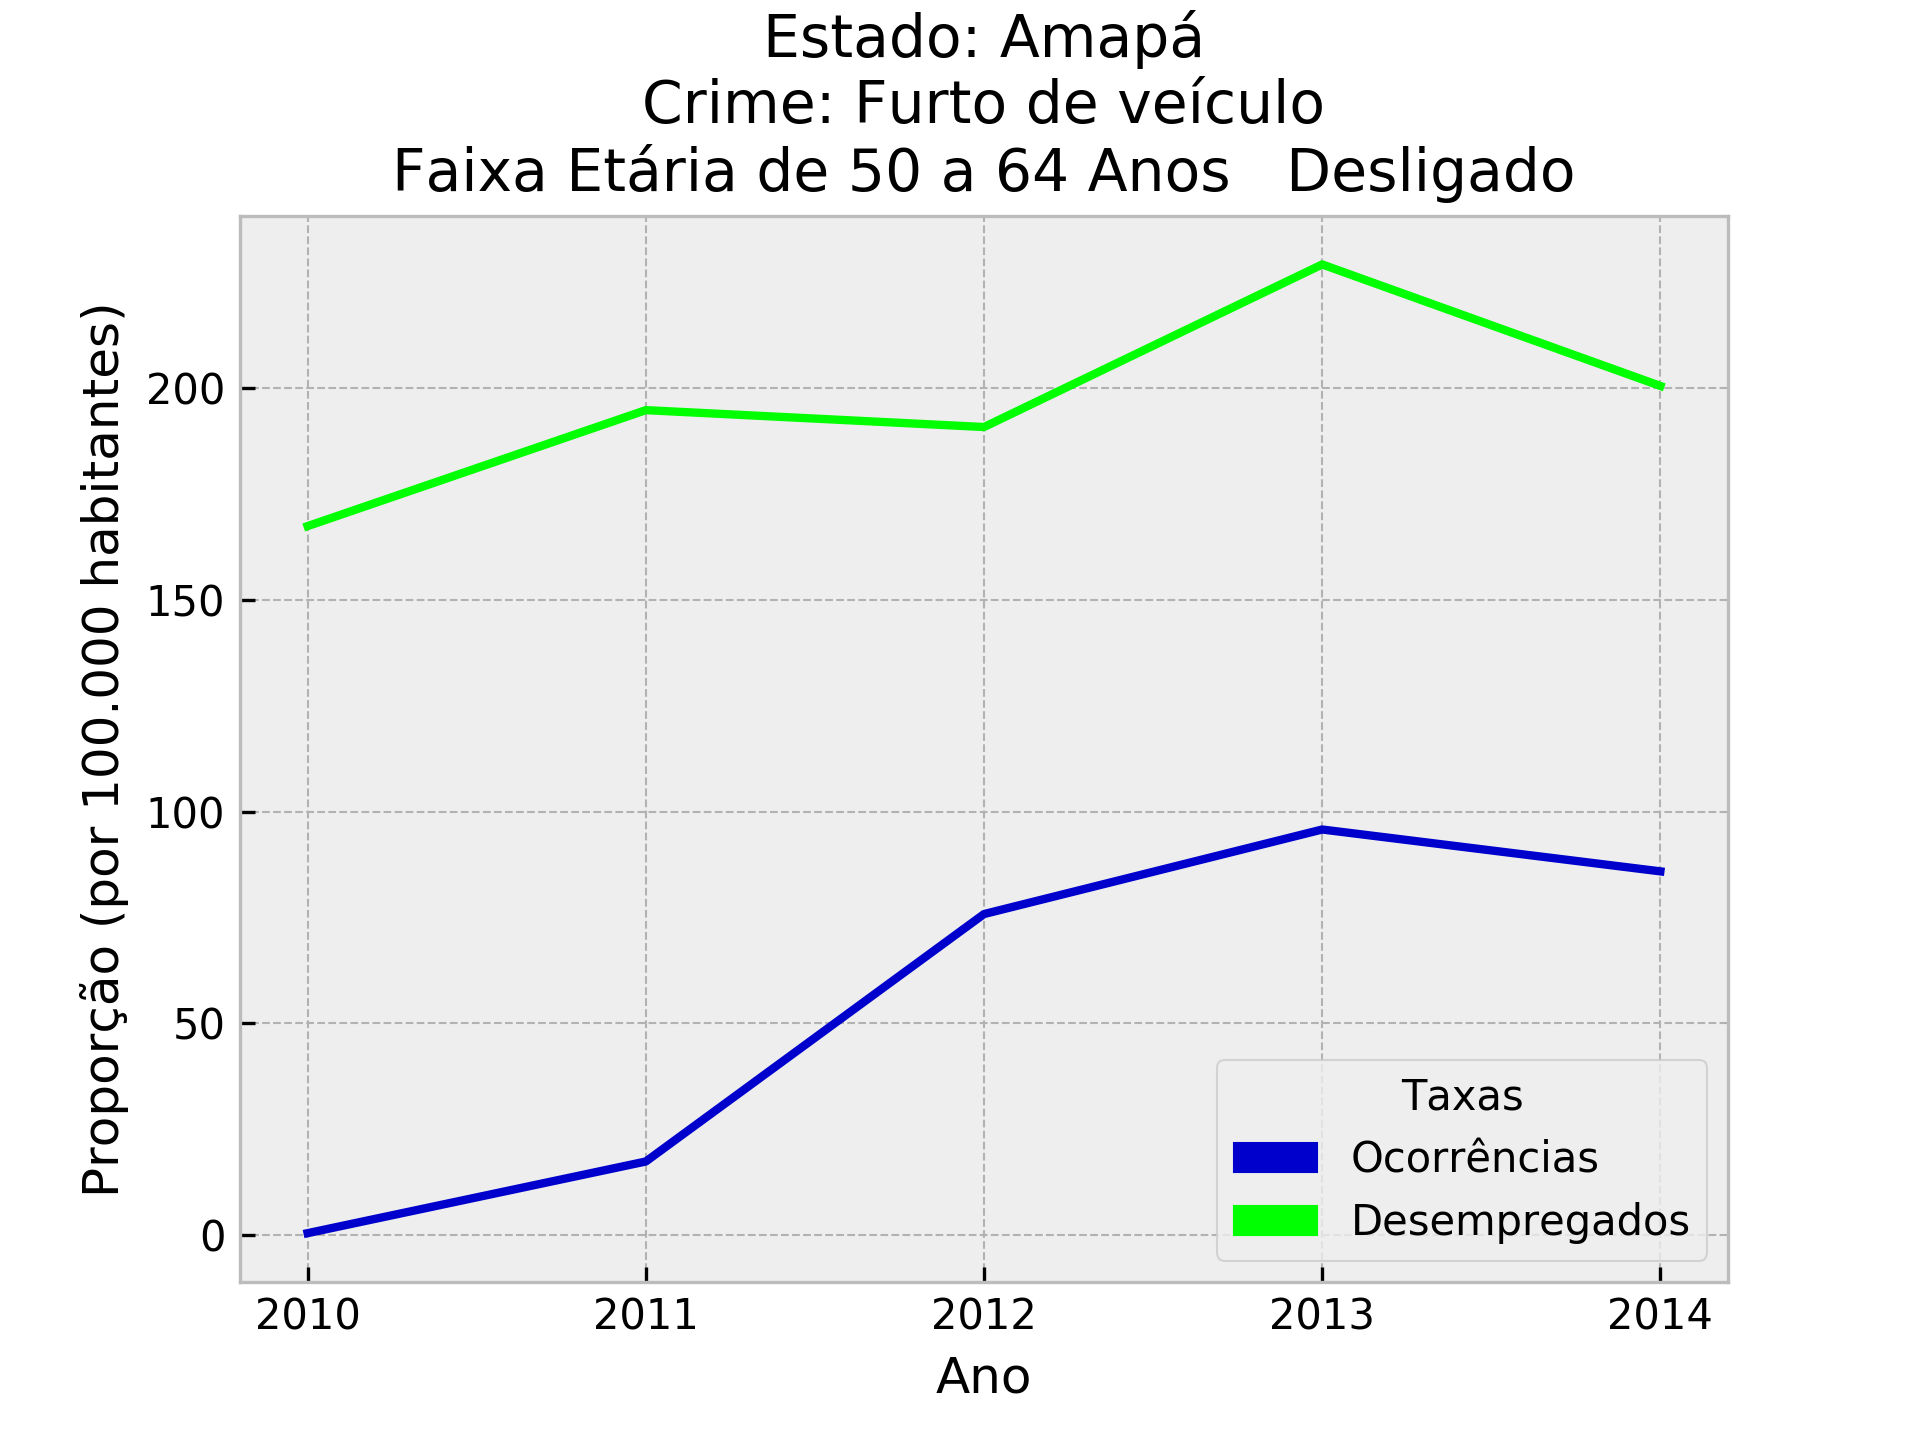 Estado: Amapá
Crime: Furto de veículo
Faixa Etária de 50 a 64 Anos   Desligado
Proporção (por 100.000 habitantes)
200
150
100
50
0
Taxas
Ocorrências
Desempregados
2010 2011 2012 2013 2014
Ano